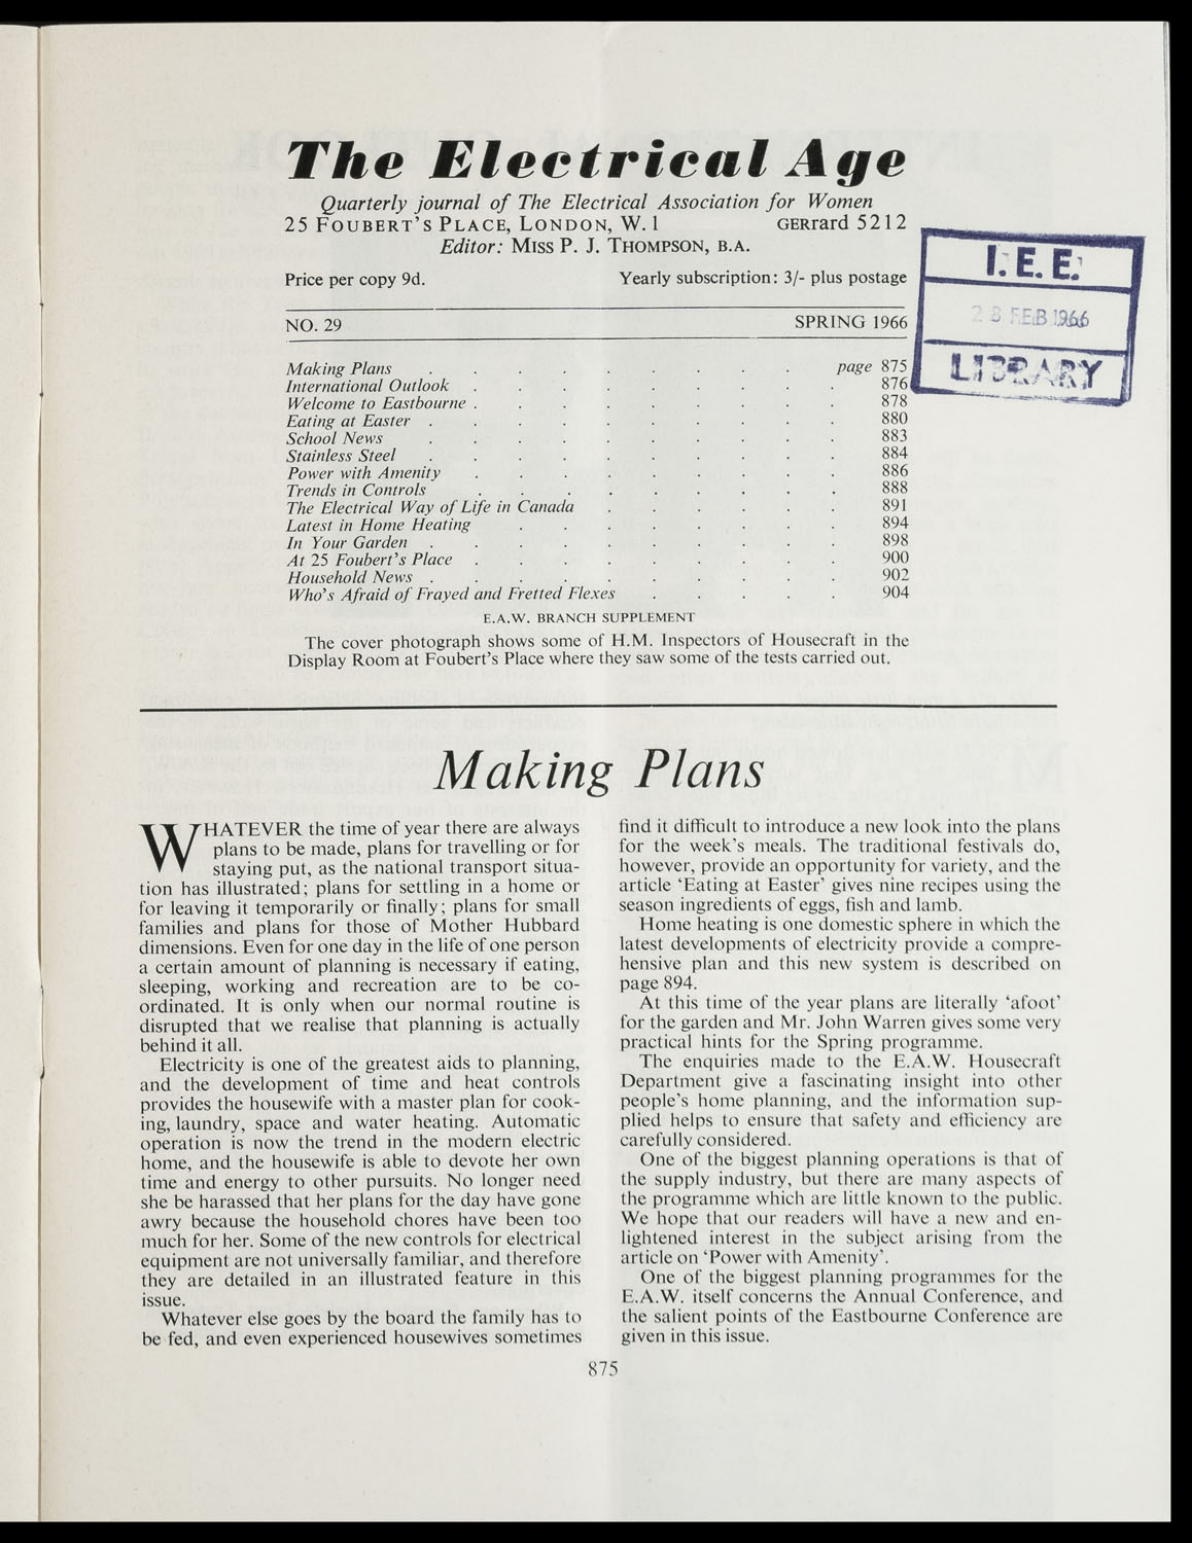 The Electrical Age
Quarterly journal of The Electrical Association for Women
25 FOUBERT'S PLACE, LONDON, W.1 GERrard 5212
Editor: MISS P. J. THOMPSON, B.A.
Price per copy 9d. Yearly subscription: 3/- plus postage
I.E.E.
28 FEB 1966
LIBRARY
NO. 29 SPRING 1966
Making Plans . . . . . . . . . page 875
International Outlook . . . . . . . . . 876
Welcome to Eastbourne . . . . . . . . . 878
Eating at Easter . . . . . . . . . . 880
School News . . . . . . . . . . 883
Stainless Steel . . . . . . . . . . 884
Power with Amenity . . . . . . . . . 886
Trends in Controls . . . . . . . . . 888
The Electrical Way of Life in Canada . . . . . . 891
Latest in Home Heating . . . . . . . . 894
In Your Garden . . . . . . . . . . 898
At 25 Foubert's Place . . . . . . . . . 900
Household News . . . . . . . . . . 902
Who's Afraid of Frayed and Fretted Flexes . . . . . 904
E.A.W. BRANCH SUPPLEMENT
The cover photograph shows some of H.M. Inspectors of Housecraft in the
Display Room at Foubert's Place where they saw some of the tests carried out.
Making Plans
WHATEVER the time of year there are always
plans to be made, plans for travelling or for
staying put, as the national transport situa-
tion has illustrated; plans for settling in a home or
for leaving it temporarily or finally; plans for small
families and plans for those of Mother Hubbard
dimensions. Even for one day in the life of one person
a certain amount of planning is necessary if eating,
sleeping, working and recreation are to be co-
ordinated. It is only when our normal routine is
disrupted that we realise that planning is actually
behind it all.
Electricity is one of the greatest aids to planning,
and the development of time and heat controls
provides the housewife with a master plan for cook-
ing, laundry, space and water heating. Automatic
operation is now the trend in the modern electric
home, and the housewife is able to devote her own
time and energy to other pursuits. No longer need
she be harassed that her plans for the day have gone
awry because the household chores have been too
much for her. Some of the new controls for electrical
equipment are not universally familiar, and therefore
they are detailed in an illustrated feature in this
issue.
Whatever else goes by the board the family has to
be fed, and even experienced housewives sometimes
find it difficult to introduce a new look into the plans
for the week's meals. The traditional festivals do,
however, provide an opportunity for variety, and the
article 'Eating at Easter' gives nine recipes using the
season ingredients of eggs, fish and lamb.
Home heating is one domestic sphere in which the
latest developments of electricity provide a compre-
hensive plan and this new system is described on
page 894.
At this time of the year plans are literally 'afoot'
for the garden and Mr. John Warren gives some very
practical hints for the Spring programme.
The enquiries made to the E.A.W. Housecraft
Department give a fascinating insight into other
people's home planning, and the information sup-
plied helps to ensure that safety and efficiency are
carefully considered.
One of the biggest planning operations is that of
the supply industry, but there are many aspects of
the programme which are little known to the public.
We hope that our readers will have a new and en-
lightened interest in the subject arising from the
article on 'Power with Amenity'.
One of the biggest planning programmes for the
E.A.W. itself concerns the Annual Conference, and
the salient points of the Eastbourne Conference are
given in this issue.
875